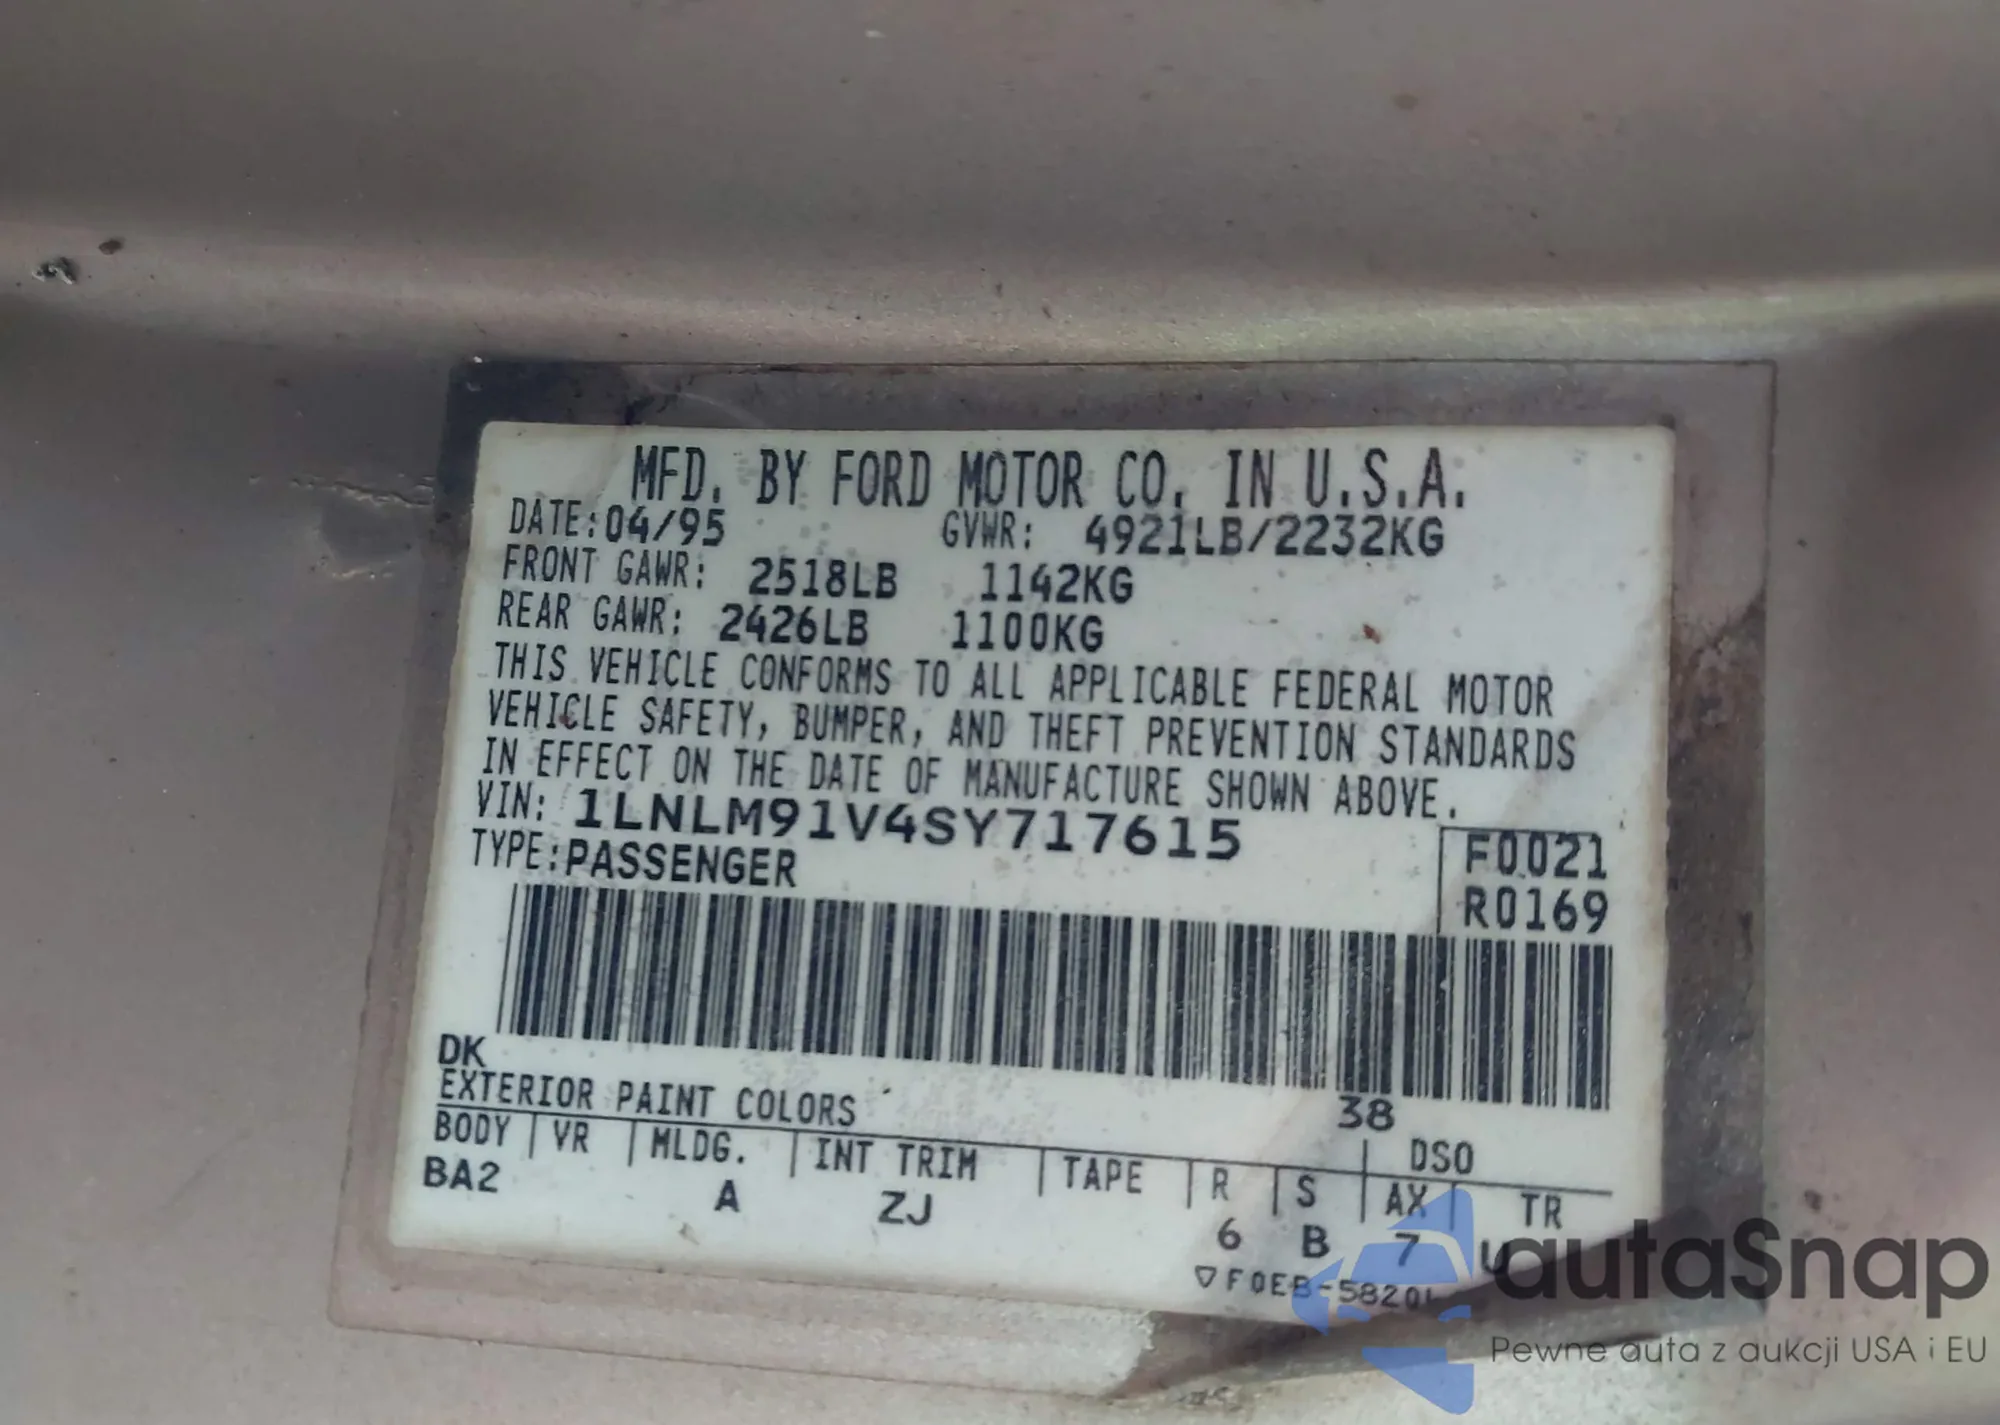 MFD. BY FORD MOTOR CO. IN U.S.A.
DATE: 04/95 GVWR: 4921LB/2232KG
FRONT GAWR: 2518LB 1142KG
REAR GAWR: 2426LB 1100KG
THIS VEHICLE CONFORMS TO ALL APPLICABLE FEDERAL MOTOR
VEHICLE SAFETY, BUMPER, AND THEFT PREVENTION STANDARDS
IN EFFECT ON THE DATE OF MANUFACTURE SHOWN ABOVE.
VIN: 1LNLM91V4SY717615
TYPE: PASSENGER
F0021
R0169
DK
EXTERIOR PAINT COLORS
38
DSO
BODY VR MLDG. INT TRIM TAPE R S AX TR
BA2 A ZJ 6 B 7 U
autaSnap
Pewne auta z aukcji USA i EU